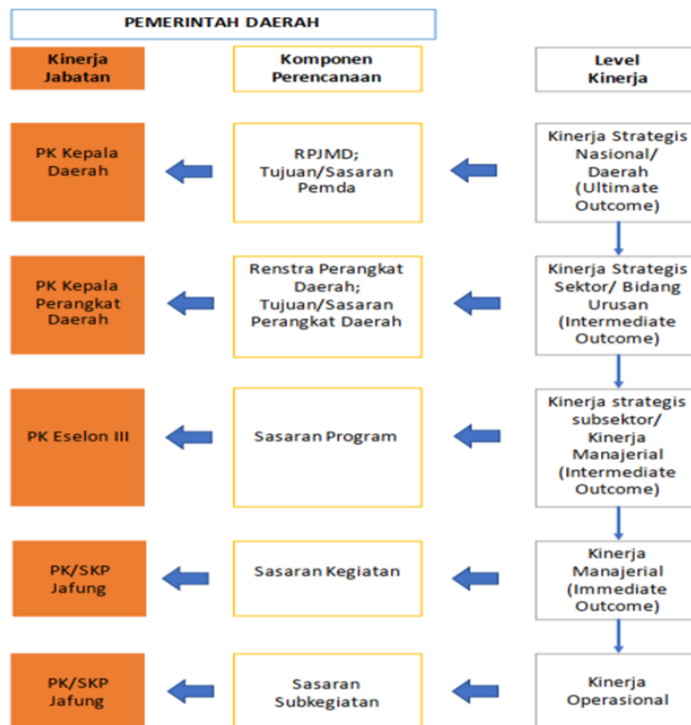 PEMERINTAH DAERAH
Kinerja
Jabatan
Komponen
Perencanaan
Level
Kinerja
PK Kepala
Daerah
RPJMD;
Tujuan/Sasaran
Pemda
Kinerja Strategis
Nasional/
Daerah
(Ultimate
Outcome)
PK Kepala
Perangkat
Daerah
Renstra Perangkat
Daerah;
Tujuan/Sasaran
Perangkat Daerah
Kinerja Strategis
Sektor/ Bidang
Urusan
(Intermediate
Outcome)
PK Eselon III
Sasaran Program
Kinerja strategis
subsektor/
Kinerja
Manajerial
(Intermediate
Outcome)
PK/SKP
Jafung
Sasaran Kegiatan
Kinerja
Manajerial
(Immediate
Outcome)
PK/SKP
Jafung
Sasaran
Subkegiatan
Kinerja
Operasional